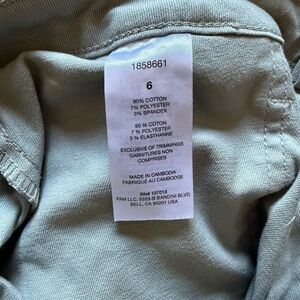 1858661
6
90% COTTON
7% POLYESTER
3% SPANDEX
90 % COTON
7 % POLYESTER
3 % ÉLASTHANNE
EXCLUSIVE OF TRIMMINGS
GARNITURES NON
COMPRISES
MADE IN CAMBODIA
FABRIQUE AU CAMBODGE
RN# 157013
FAM LLC. 5553-B BANDINI BLVD
BELL, CA 90201 USA